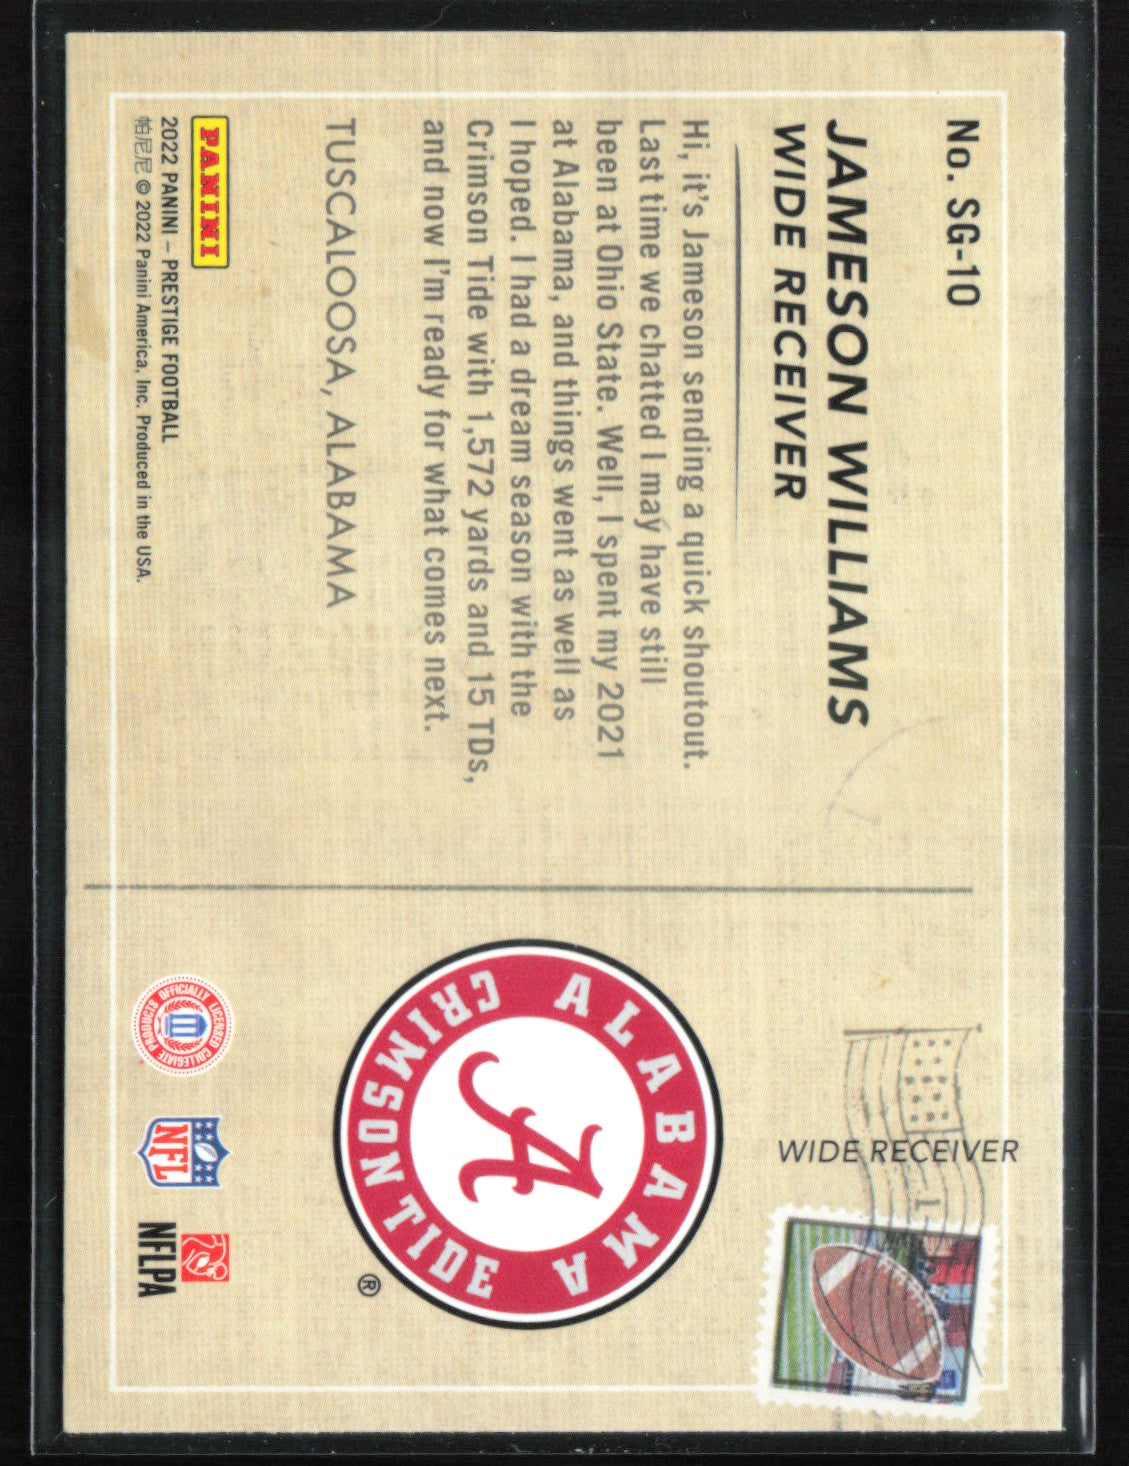 No. SG-10
JAMESON WILLIAMS
WIDE RECEIVER
Hi, it's Jameson sending a quick shoutout.
Last time we chatted I may have still
been at Ohio State. Well, I spent my 2021
at Alabama, and things went as well as
I hoped. I had a dream season with the
Crimson Tide with 1,572 yards and 15 TDs,
and now I'm ready for what comes next.
TUSCALOOSA, ALABAMA
PANINI
2022 PANINI – PRESTIGE FOOTBALL
帕尼尼 © 2022 Panini America, Inc. Produced in the USA.
WIDE RECEIVER
ALABAMA
CRIMSON TIDE
A
®
OFFICIALLY LICENSED COLLEGIATE PRODUCTS
NFL
NFLPA